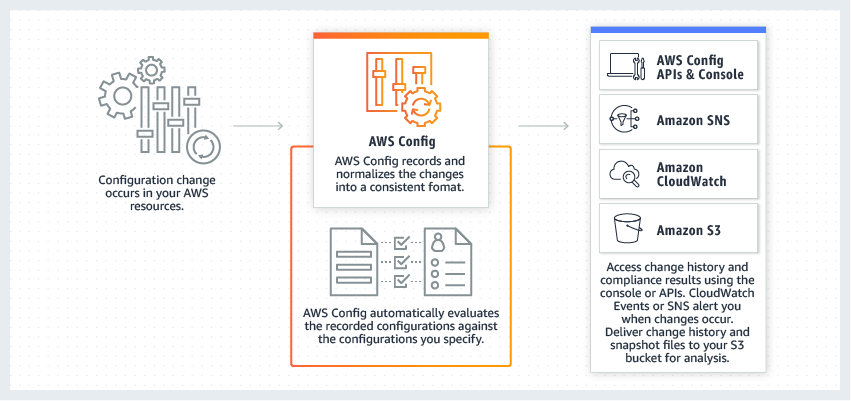 Configuration change
occurs in your AWS
resources.
AWS Config
AWS Config records and
normalizes the changes
into a consistent fomat.
AWS Config automatically evaluates
the recorded configurations against
the configurations you specify.
AWS Config
APIs & Console
Amazon SNS
Amazon
CloudWatch
Amazon S3
Access change history and
compliance results using the
console or APIs. CloudWatch
Events or SNS alert you
when changes occur.
Deliver change history and
snapshot files to your S3
bucket for analysis.